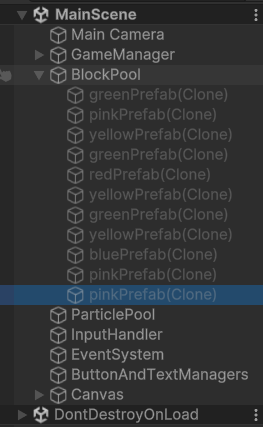 MainScene
Main Camera
GameManager
BlockPool
greenPrefab(Clone)
pinkPrefab(Clone)
yellowPrefab(Clone)
greenPrefab(Clone)
redPrefab(Clone)
yellowPrefab(Clone)
greenPrefab(Clone)
yellowPrefab(Clone)
bluePrefab(Clone)
pinkPrefab(Clone)
pinkPrefab(Clone)
ParticlePool
InputHandler
EventSystem
ButtonAndTextManagers
Canvas
DontDestroyOnLoad